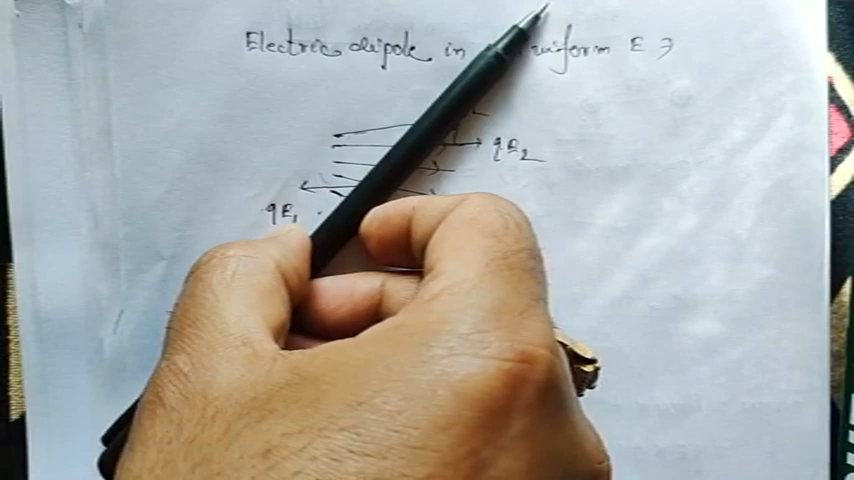 Electric dipole in uniform E →
qE₂
qE₁